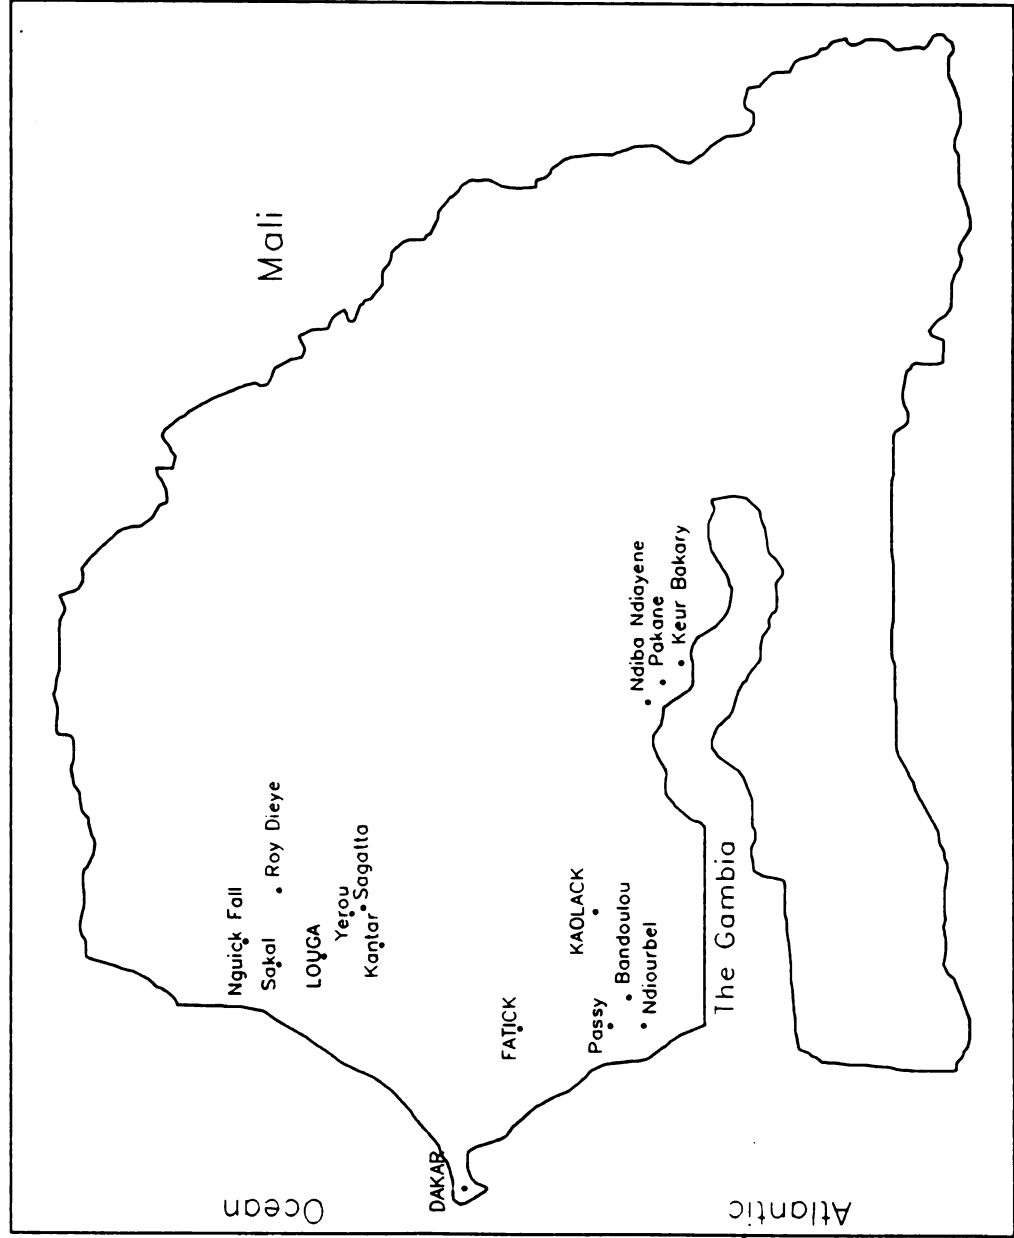 Mali
Nguick Fall
Sakal
Roy Dieye
LOUGA
Yerou
Sagatta
Kantar
DAKAR
FATICK
KAOLACK
Passy
Bandoulou
Ndiourbel
Ndiba Ndiayene
Pakane
Keur Bakary
The Gambia
Atlantic
Ocean